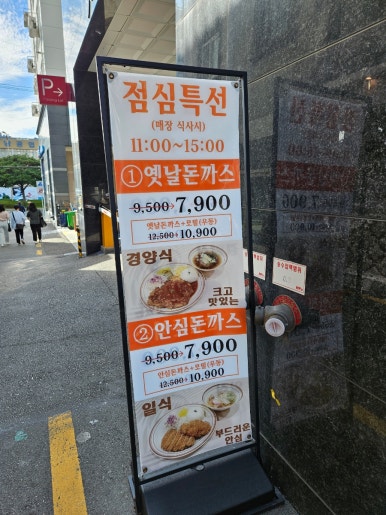 P→
점심특선
(매장 식사시)
11:00~15:00
①옛날돈까스
9,500→7,900
옛날돈까스+모밀(우동)
12,500→10,900
경양식
크고
맛있는
②안심돈까스
9,500→7,900
안심돈까스+모밀(우동)
12,500→10,900
일식
부드러운
안심